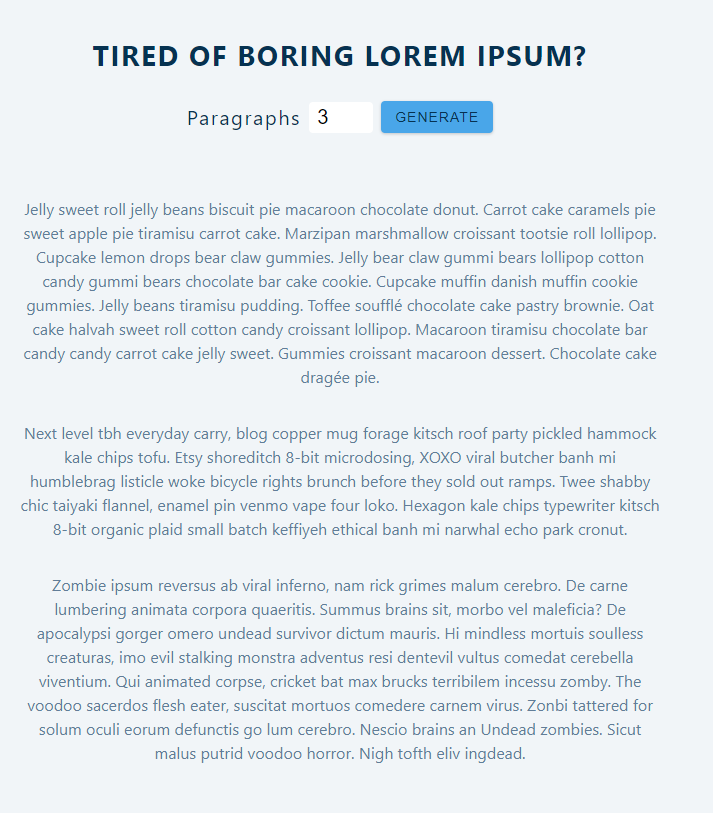 TIRED OF BORING LOREM IPSUM?
Paragraphs 3 GENERATE
Jelly sweet roll jelly beans biscuit pie macaroon chocolate donut. Carrot cake caramels pie
sweet apple pie tiramisu carrot cake. Marzipan marshmallow croissant tootsie roll lollipop.
Cupcake lemon drops bear claw gummies. Jelly bear claw gummi bears lollipop cotton
candy gummi bears chocolate bar cake cookie. Cupcake muffin danish muffin cookie
gummies. Jelly beans tiramisu pudding. Toffee soufflé chocolate cake pastry brownie. Oat
cake halvah sweet roll cotton candy croissant lollipop. Macaroon tiramisu chocolate bar
candy candy carrot cake jelly sweet. Gummies croissant macaroon dessert. Chocolate cake
dragée pie.
Next level tbh everyday carry, blog copper mug forage kitsch roof party pickled hammock
kale chips tofu. Etsy shoreditch 8-bit microdosing, XOXO viral butcher banh mi
humblebrag listicle woke bicycle rights brunch before they sold out ramps. Twee shabby
chic taiyaki flannel, enamel pin venmo vape four loko. Hexagon kale chips typewriter kitsch
8-bit organic plaid small batch keffiyeh ethical banh mi narwhal echo park cronut.
Zombie ipsum reversus ab viral inferno, nam rick grimes malum cerebro. De carne
lumbering animata corpora quaeritis. Summus brains sit, morbo vel maleficia? De
apocalypsi gorger omero undead survivor dictum mauris. Hi mindless mortuis soulless
creaturas, imo evil stalking monstra adventus resi dentevil vultus comedat cerebella
viventium. Qui animated corpse, cricket bat max brucks terribilem incessu zomby. The
voodoo sacerdos flesh eater, suscitat mortuos comedere carnem virus. Zonbi tattered for
solum oculi eorum defunctis go lum cerebro. Nescio brains an Undead zombies. Sicut
malus putrid voodoo horror. Nigh tofth eliv ingdead.